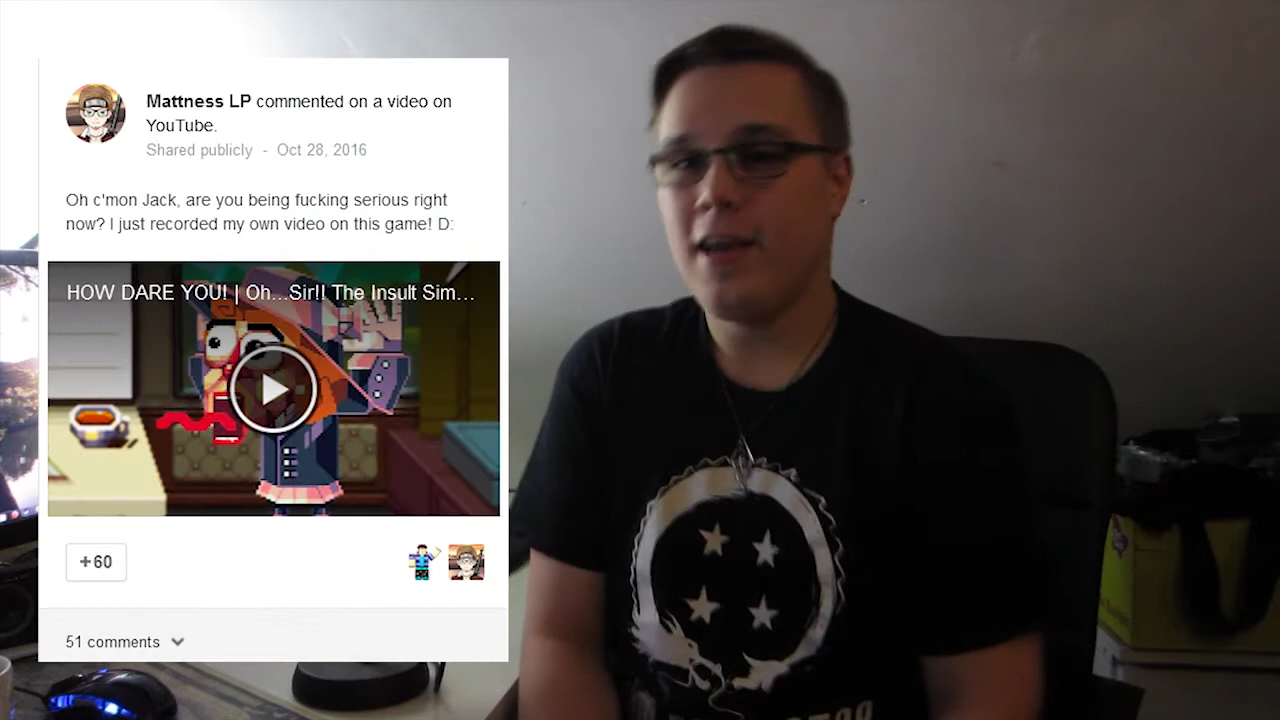 Mattness LP commented on a video on
YouTube.
Shared publicly - Oct 28, 2016
Oh c'mon Jack, are you being fucking serious right
now? I just recorded my own video on this game! D:
HOW DARE YOU! | Oh...Sir!! The Insult Sim...
+60
51 comments